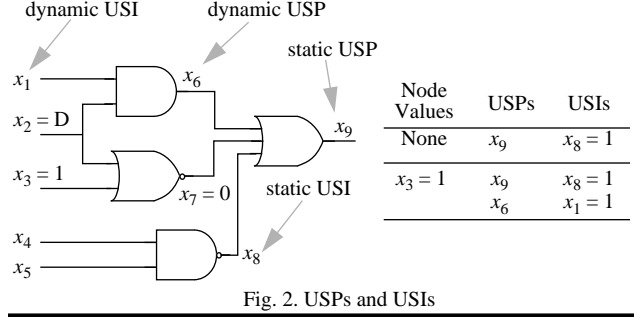 dynamic USI
dynamic USP
static USP
x1
x6
x2 = D
x9
x3 = 1
x7 = 0
static USI
x4
x5
x8
Node Values USPs USIs
None x9 x8 = 1
x3 = 1 x9 x8 = 1
x6 x1 = 1
Fig. 2. USPs and USIs